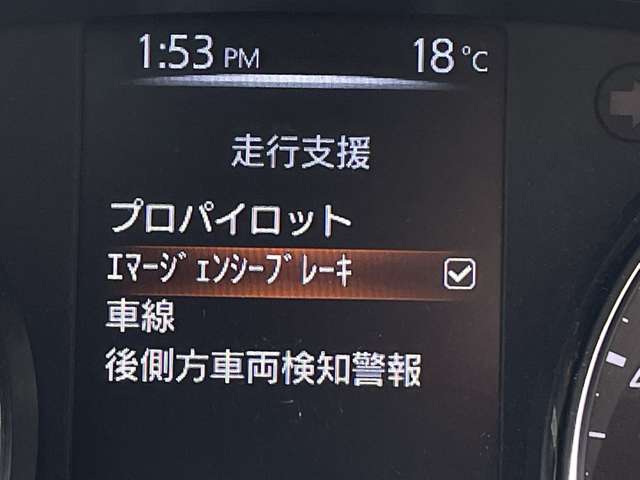 1:53 PM 18℃
走行支援
プロパイロット
ｴﾏｰｼﾞｪﾝｼｰﾌﾞﾚｰｷ
車線
後側方車両検知警報